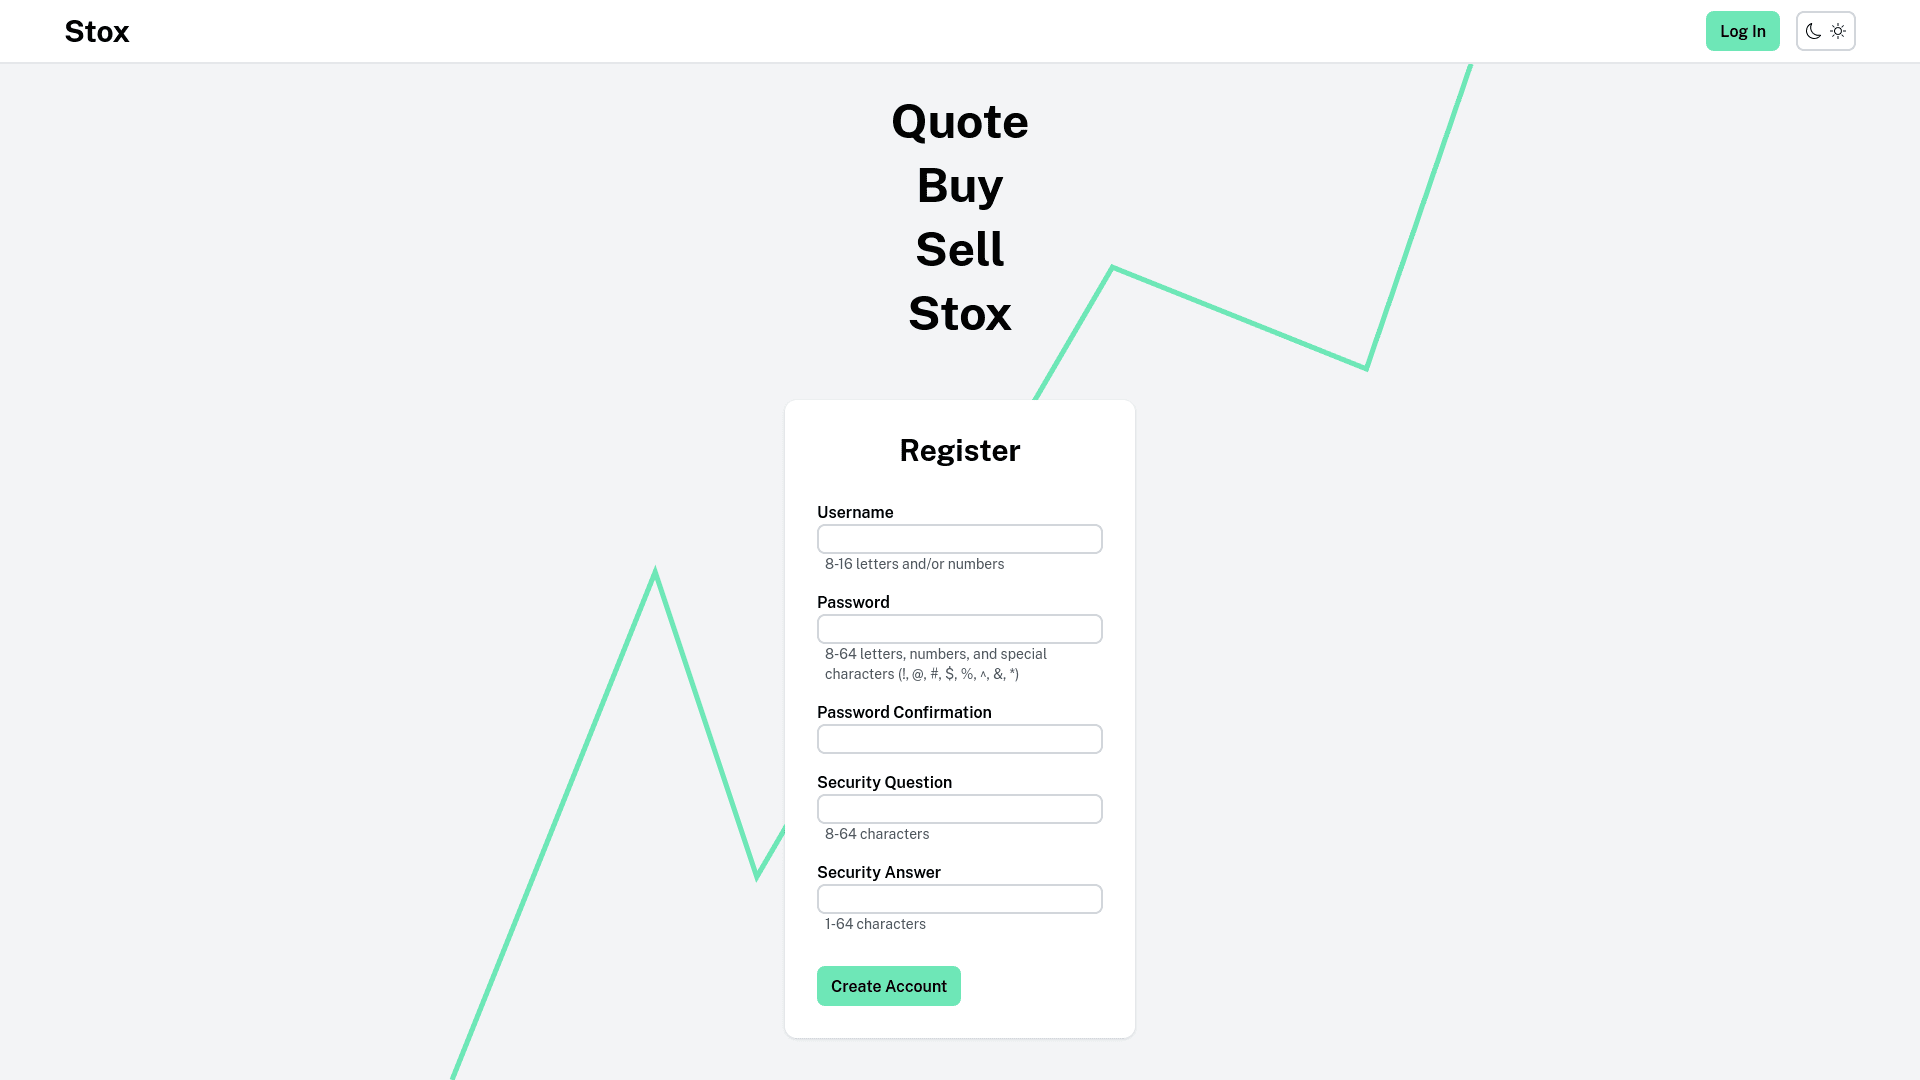 Stox
Log In
Quote
Buy
Sell
Stox
Register
Username
8-16 letters and/or numbers
Password
8-64 letters, numbers, and special
characters (!, @, #, $, %, ^, &, *)
Password Confirmation
Security Question
8-64 characters
Security Answer
1-64 characters
Create Account